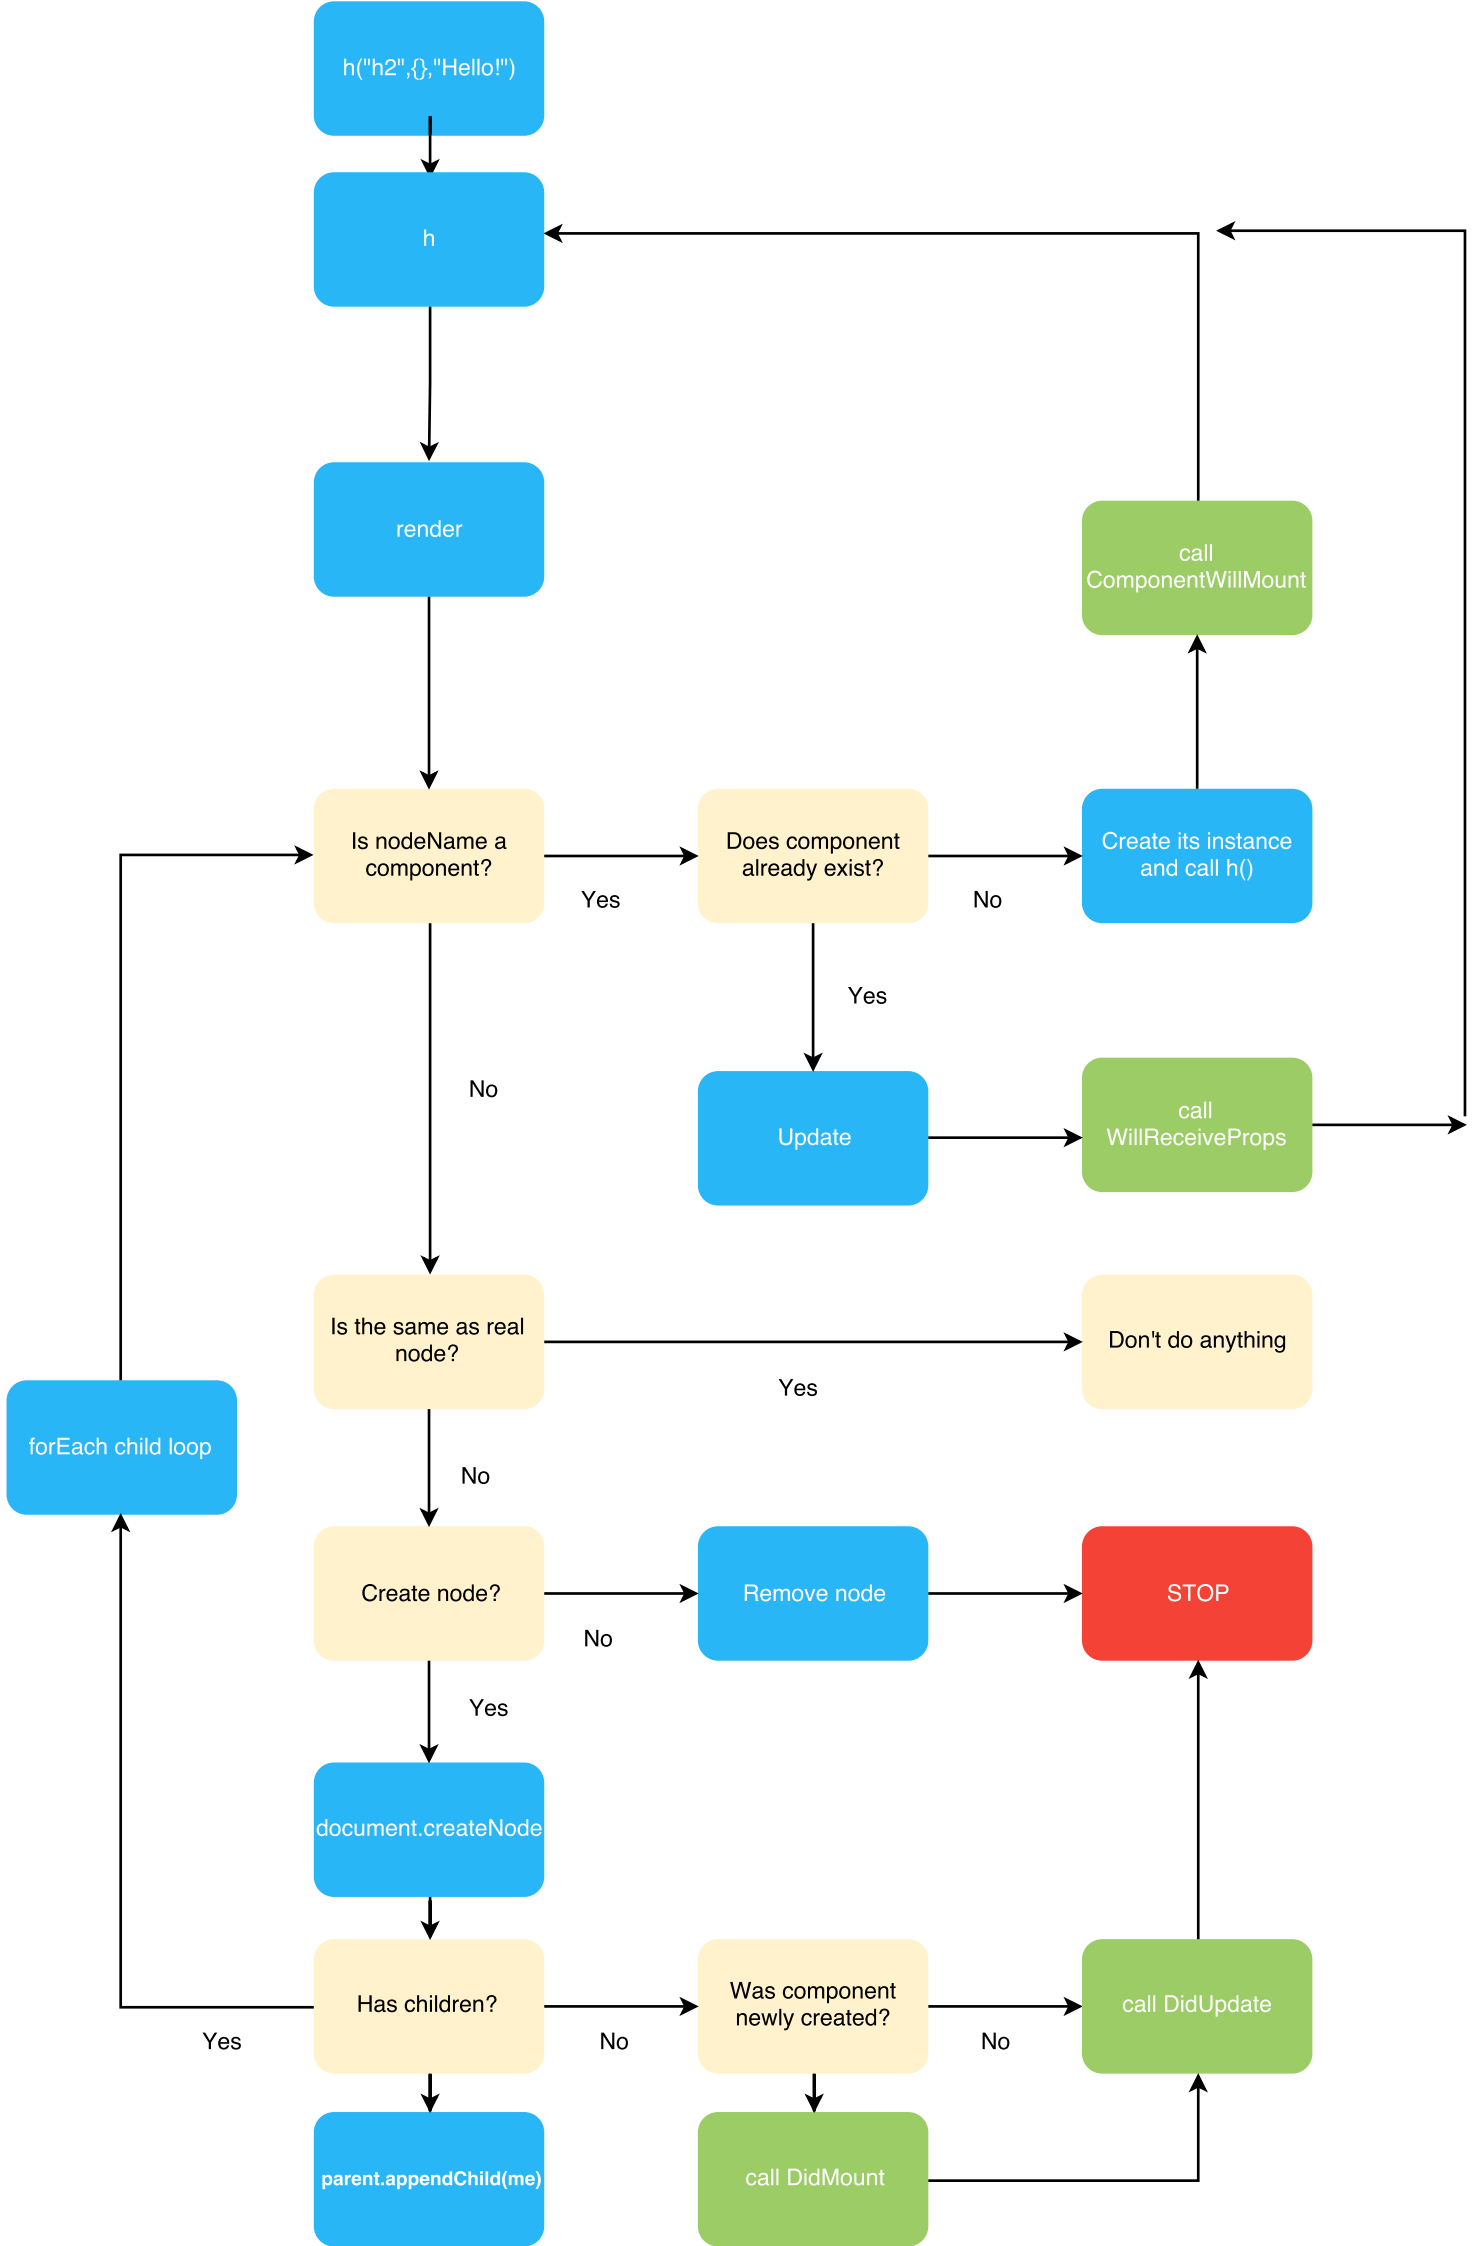 h("h2",{},"Hello!")
h
render
call
ComponentWillMount
Is nodeName a
component?
Yes
Does component
already exist?
No
Create its instance
and call h()
Yes
No
Update
call
WillReceiveProps
Is the same as real
node?
Yes
Don't do anything
forEach child loop
No
Create node?
No
Remove node
STOP
Yes
document.createNode
Has children?
Yes
No
Was component
newly created?
No
call DidUpdate
parent.appendChild(me)
call DidMount